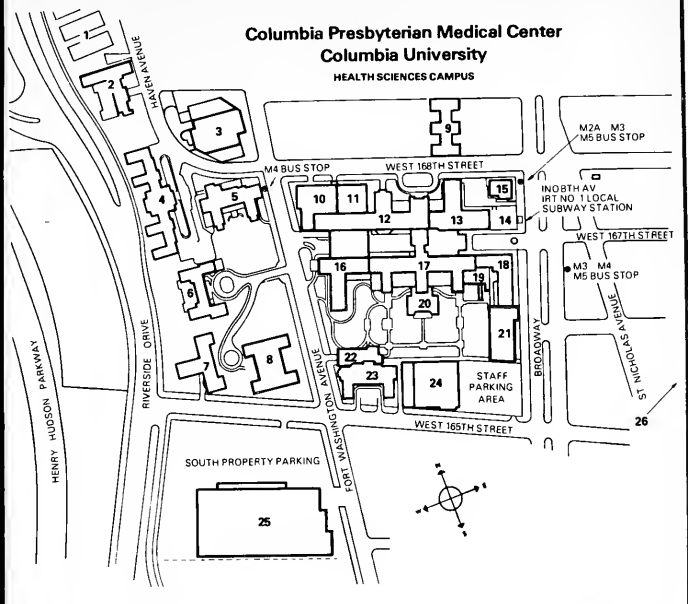 Columbia Presbyterian Medical Center
Columbia University
HEALTH SCIENCES CAMPUS
1
2
HAVEN AVENUE
3
9
M2A M3
M5 BUS STOP
M4 BUS STOP
WEST 168TH STREET
4
5
10
11
12
13
15
14
INOBTH AV
IRT NO 1 LOCAL
SUBWAY STATION
WEST 167TH STREET
6
16
17
18
19
20
21
M3 M4
M5 BUS STOP
7
8
22
23
24
STAFF
PARKING
AREA
BROADWAY
ST NICHOLAS AVENUE
26
HENRY HUDSON PARKWAY
RIVERSIDE DRIVE
FORT WASHINGTON AVENUE
WEST 165TH STREET
SOUTH PROPERTY PARKING
25
N
E
S
W